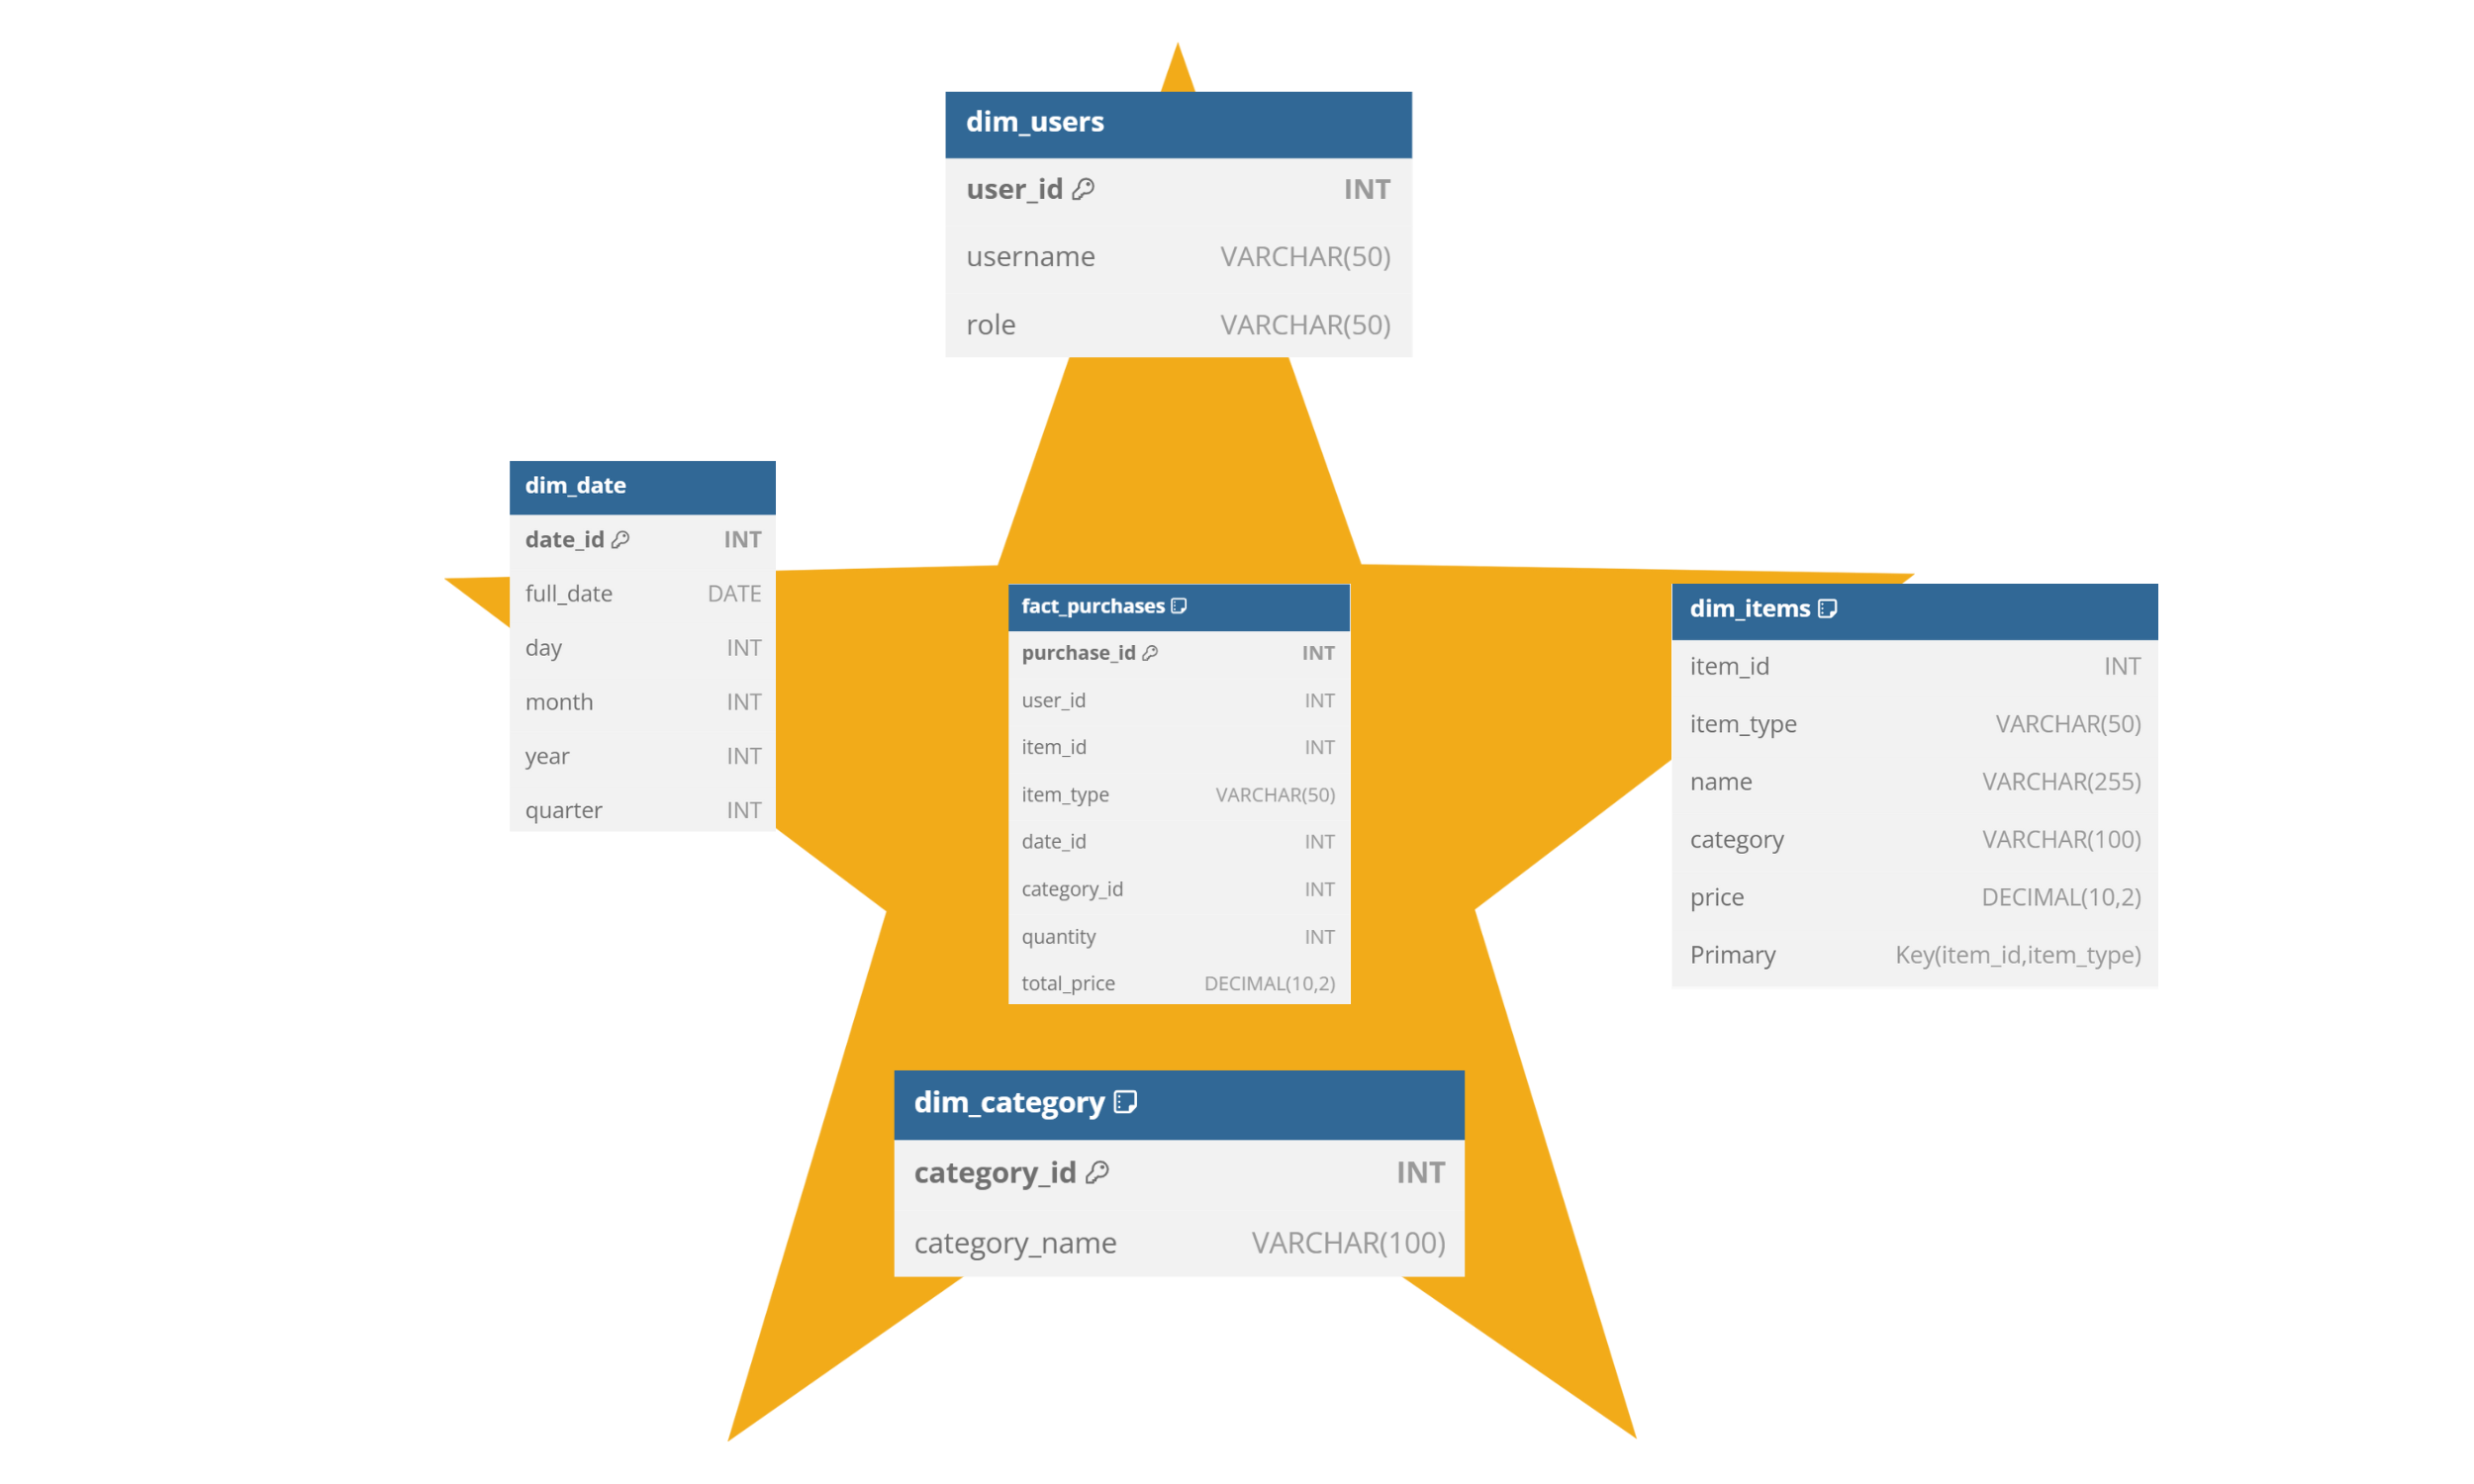 dim_users
user_id INT
username VARCHAR(50)
role VARCHAR(50)
dim_date
date_id INT
full_date DATE
day INT
month INT
year INT
quarter INT
fact_purchases
purchase_id INT
user_id INT
item_id INT
item_type VARCHAR(50)
date_id INT
category_id INT
quantity INT
total_price DECIMAL(10,2)
dim_items
item_id INT
item_type VARCHAR(50)
name VARCHAR(255)
category VARCHAR(100)
price DECIMAL(10,2)
Primary Key(item_id,item_type)
dim_category
category_id INT
category_name VARCHAR(100)